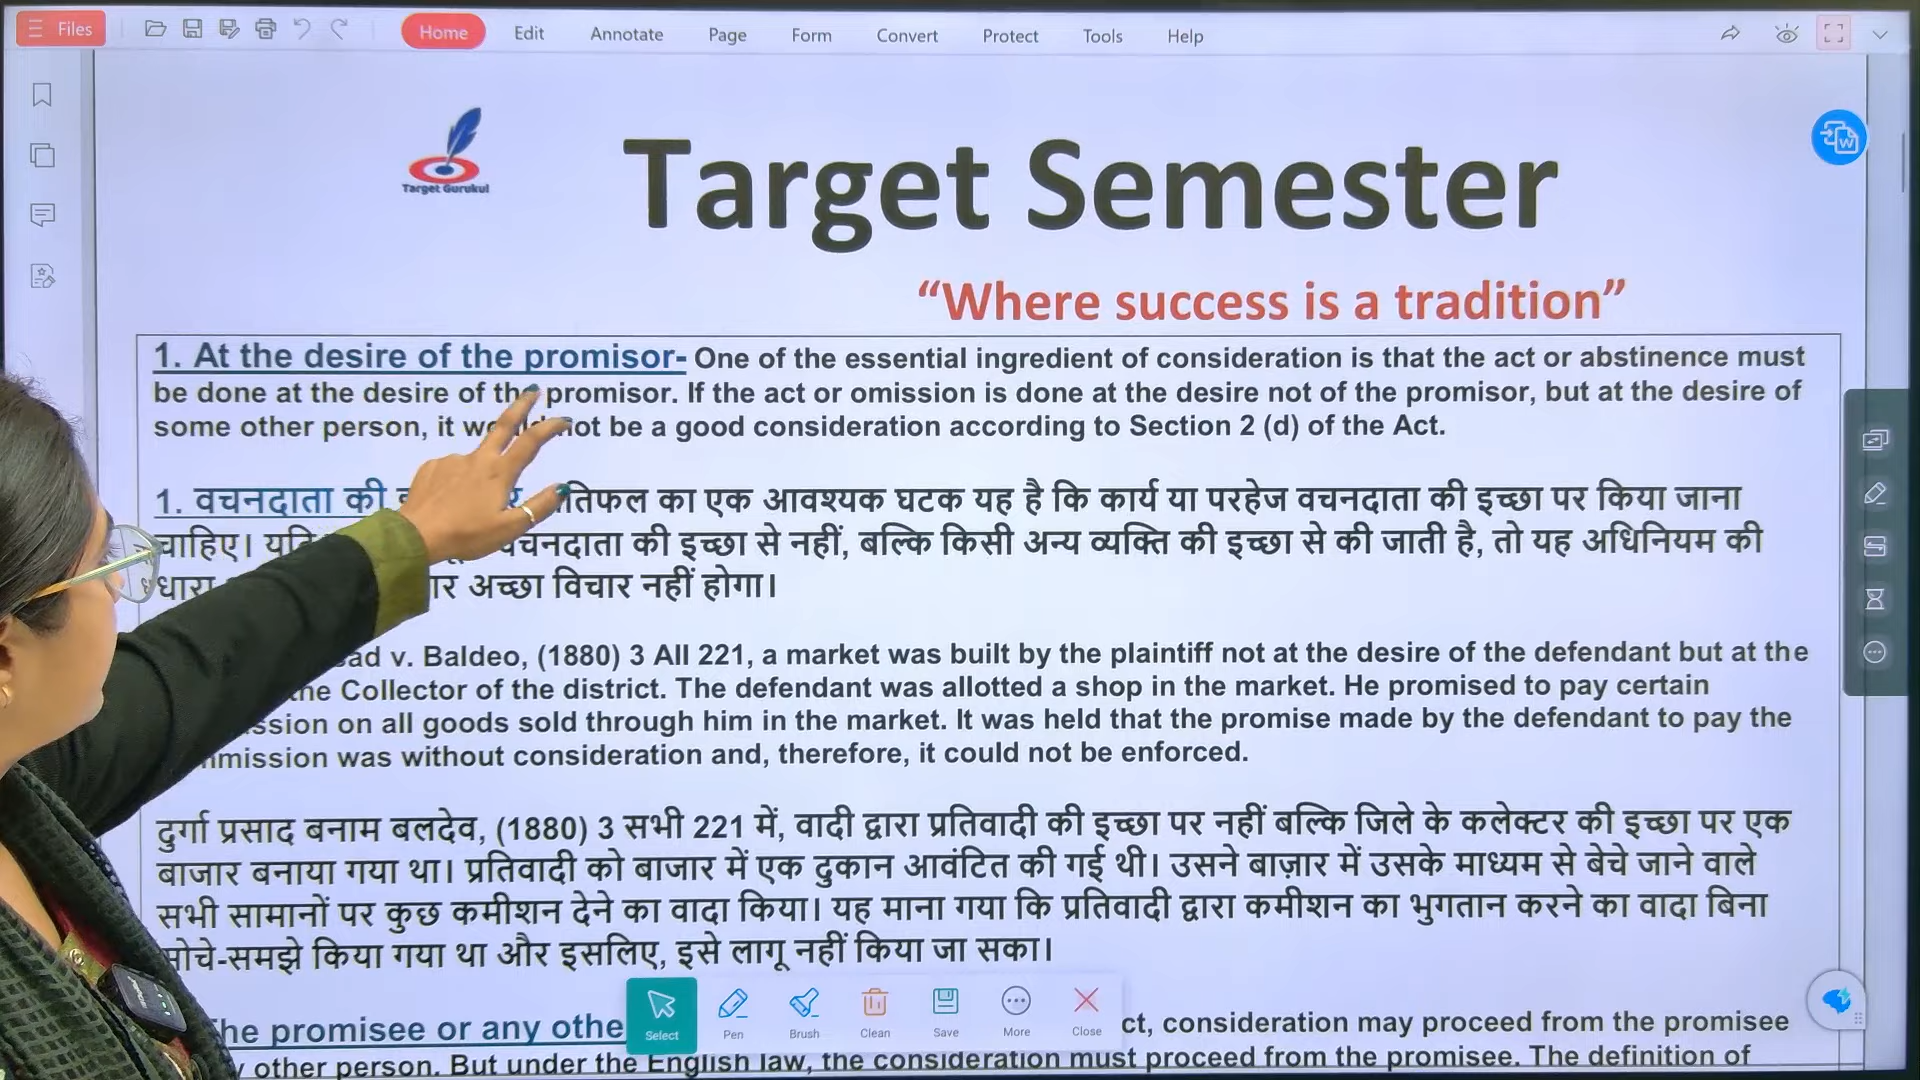 Files
Home Edit Annotate Page Form Convert Protect Tools Help
Target Gurukul
Target Semester
“Where success is a tradition”
1. At the desire of the promisor- One of the essential ingredient of consideration is that the act or abstinence must
be done at the desire of the promisor. If the act or omission is done at the desire not of the promisor, but at the desire of
some other person, it would not be a good consideration according to Section 2 (d) of the Act.
1. वचनदाता की का एक आवश्यक घटक यह है कि कार्य या परहेज वचनदाता की इच्छा पर किया जाना
चाहिए। वचनदाता की इच्छा से नहीं, बल्कि किसी अन्य व्यक्ति की इच्छा से की जाती है, तो यह अधिनियम की
धारा अच्छा विचार नहीं होगा।
v. Baldeo, (1880) 3 All 221, a market was built by the plaintiff not at the desire of the defendant but at the
Collector of the district. The defendant was allotted a shop in the market. He promised to pay certain
on all goods sold through him in the market. It was held that the promise made by the defendant to pay the
was without consideration and, therefore, it could not be enforced.
दुर्गा प्रसाद बनाम बलदेव, (1880) 3 सभी 221 में, वादी द्वारा प्रतिवादी की इच्छा पर नहीं बल्कि जिले के कलेक्टर की इच्छा पर एक
बाजार बनाया गया था। प्रतिवादी को बाजार में एक दुकान आवंटित की गई थी। उसने बाज़ार में उसके माध्यम से बेचे जाने वाले
सभी सामानों पर कुछ कमीशन देने का वादा किया। यह माना गया कि प्रतिवादी द्वारा कमीशन का भुगतान करने का वादा बिना
सोचे-समझे किया गया था और इसलिए, इसे लागू नहीं किया जा सका।
The promisee or any consideration may proceed from the promisee
other person. But under the English law, the consideration must proceed from the promisee. The definition of
Select Pen Brush Clean Save More Close